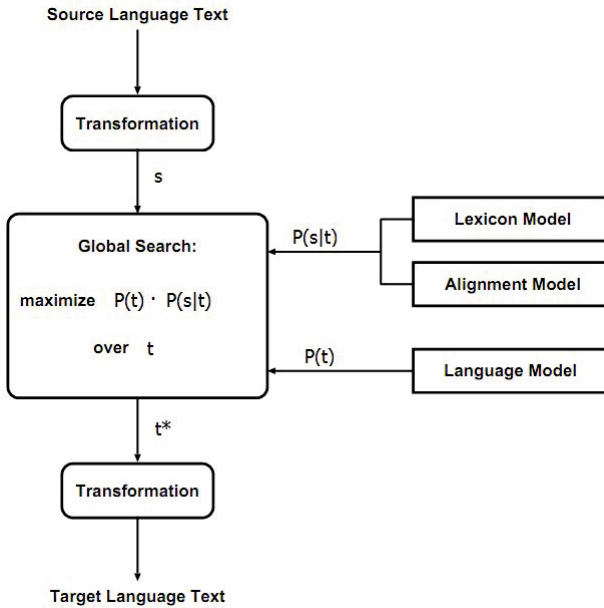 Source Language Text
Transformation
s
Global Search:
maximize P(t) · P(s|t)
over t
P(s|t)
Lexicon Model
Alignment Model
P(t)
Language Model
t*
Transformation
Target Language Text